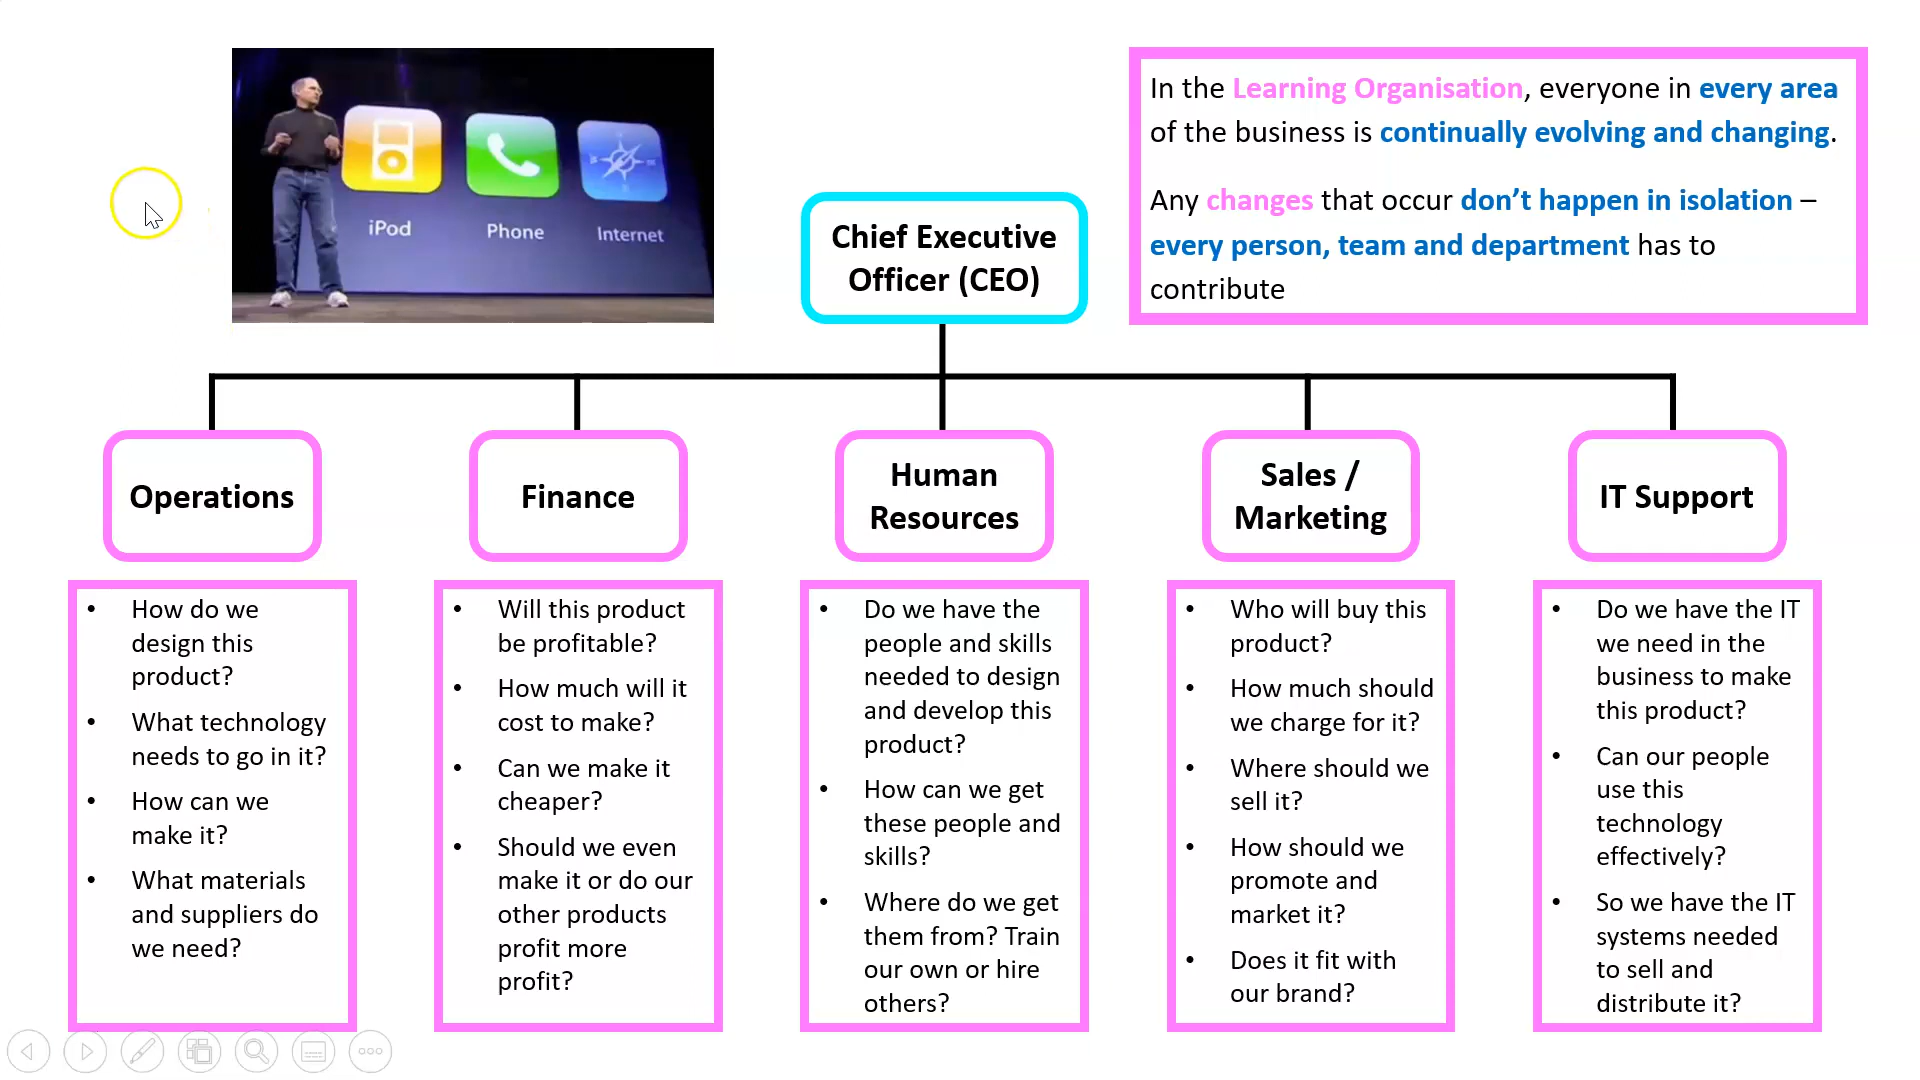 iPod
Phone
Internet
In the Learning Organisation, everyone in every area
of the business is continually evolving and changing.
Any changes that occur don’t happen in isolation –
every person, team and department has to
contribute
Chief Executive
Officer (CEO)
Operations
Finance
Human
Resources
Sales /
Marketing
IT Support
• How do we
design this
product?
• What technology
needs to go in it?
• How can we
make it?
• What materials
and suppliers do
we need?
• Will this product
be profitable?
• How much will it
cost to make?
• Can we make it
cheaper?
• Should we even
make it or do our
other products
profit more
profit?
• Do we have the
people and skills
needed to design
and develop this
product?
• How can we get
these people and
skills?
• Where do we get
them from? Train
our own or hire
others?
• Who will buy this
product?
• How much should
we charge for it?
• Where should we
sell it?
• How should we
promote and
market it?
• Does it fit with
our brand?
• Do we have the IT
we need in the
business to make
this product?
• Can our people
use this
technology
effectively?
• So we have the IT
systems needed
to sell and
distribute it?